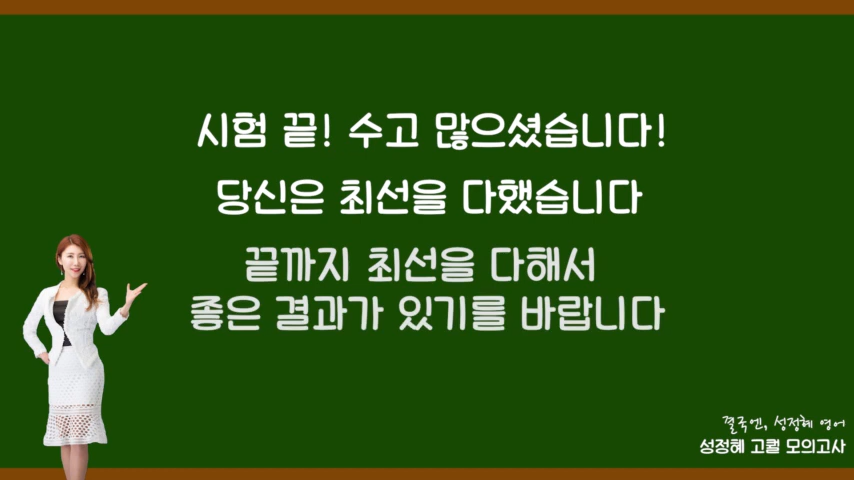 시험 끝! 수고 많으셨습니다!
당신은 최선을 다했습니다
끝까지 최선을 다해서
좋은 결과가 있기를 바랍니다
결국엔, 성정혜 영어
성정혜 고퀄 모의고사